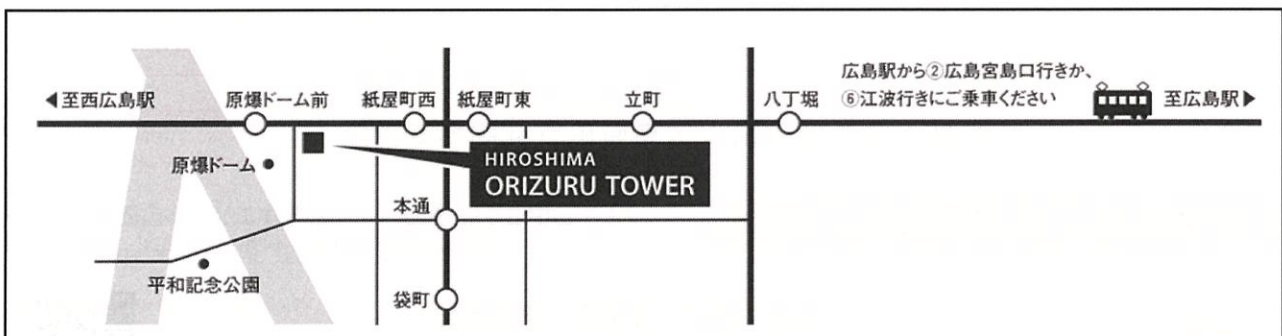 広島駅から②広島宮島口行きか、
⑥江波行きにご乗車ください
◀至西広島駅
原爆ドーム前
紙屋町西
紙屋町東
立町
八丁堀
至広島駅▶
原爆ドーム
HIROSHIMA
ORIZURU TOWER
本通
平和記念公園
袋町